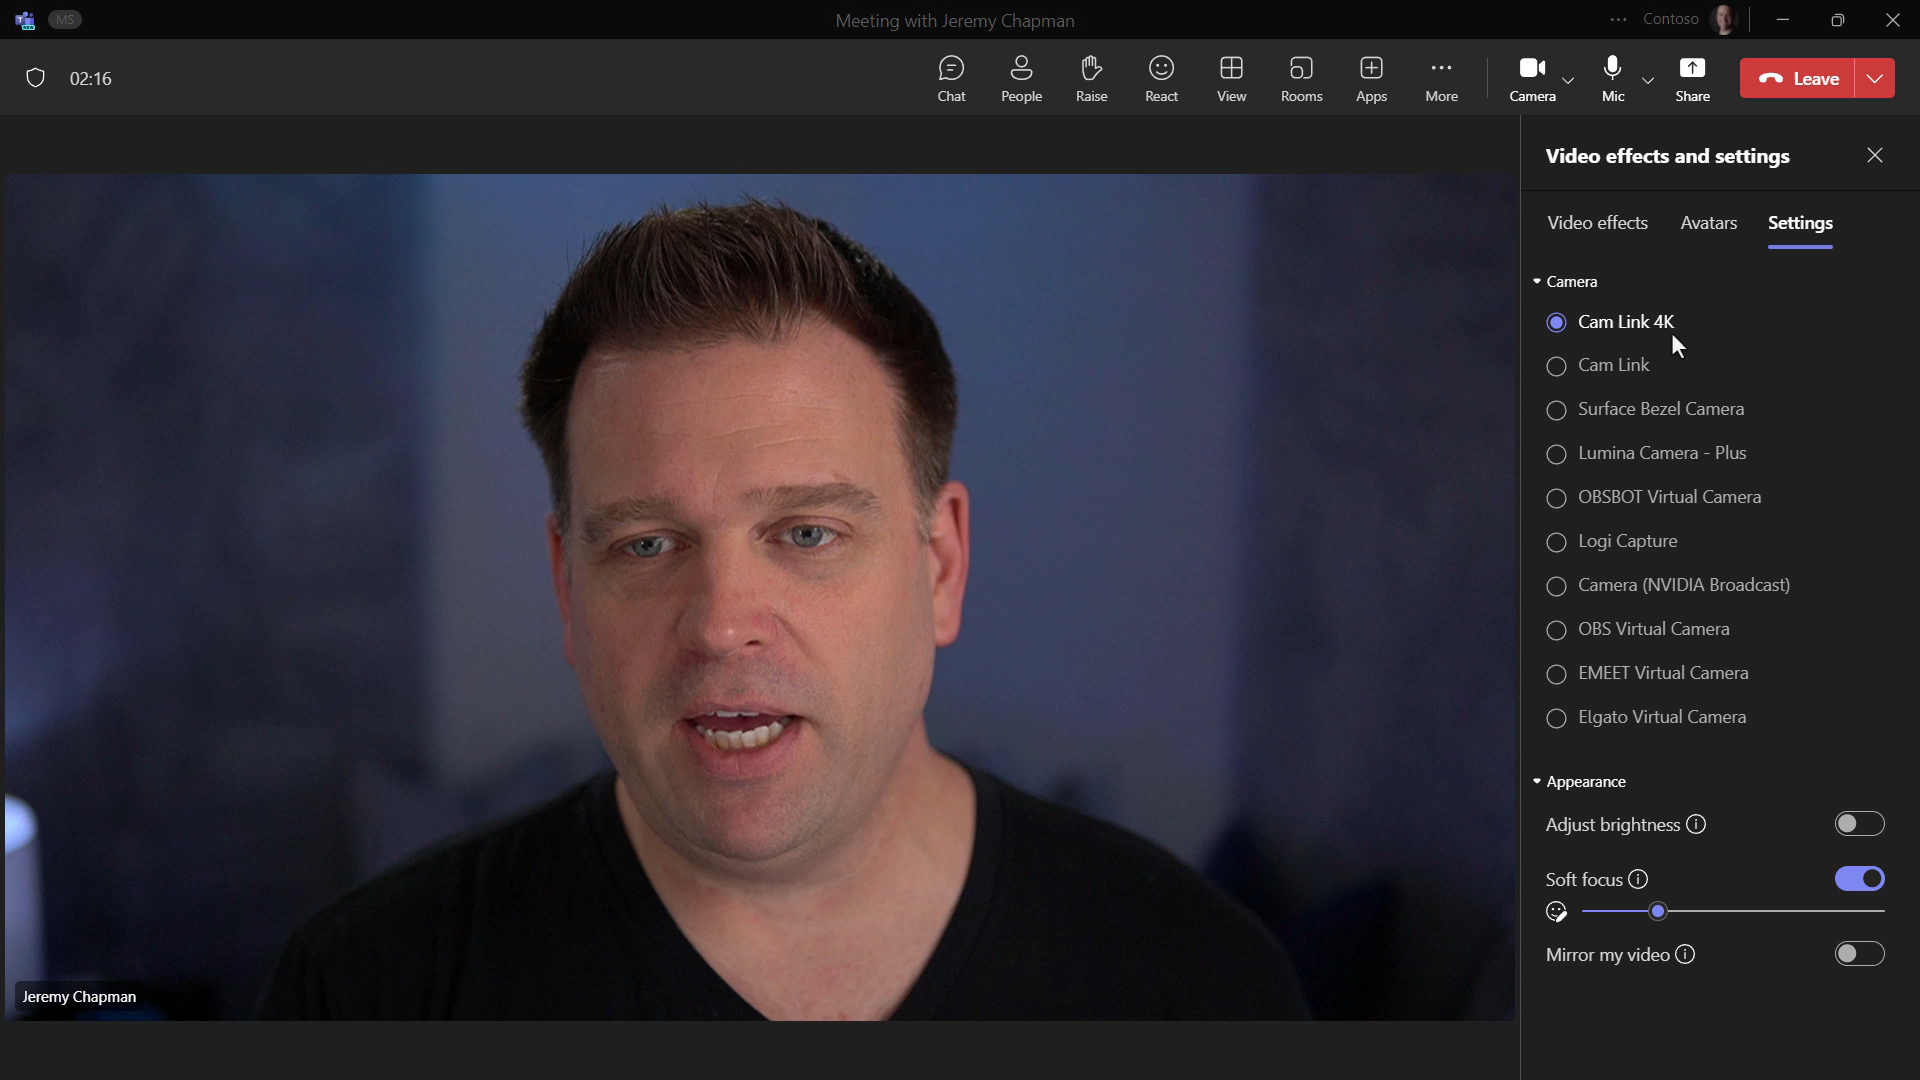 MS
Meeting with Jeremy Chapman
Contoso
02:16
Chat
People
Raise
React
View
Rooms
Apps
More
Camera
Mic
Share
Leave
Video effects and settings
Video effects
Avatars
Settings
Camera
Cam Link 4K
Cam Link
Surface Bezel Camera
Lumina Camera - Plus
OBSBOT Virtual Camera
Logi Capture
Camera (NVIDIA Broadcast)
OBS Virtual Camera
EMEET Virtual Camera
Elgato Virtual Camera
Appearance
Adjust brightness
Soft focus
Mirror my video
Jeremy Chapman